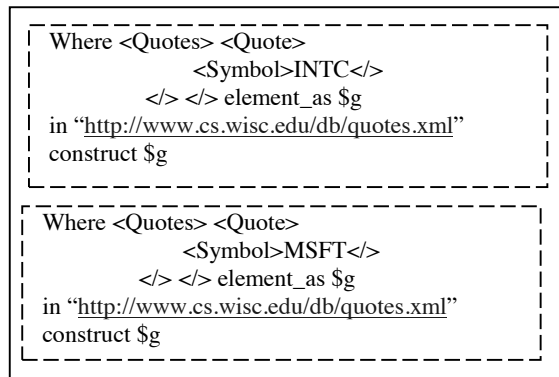 Where <Quotes> <Quote>
<Symbol>INTC</>
</> </> element_as $g
in “http://www.cs.wisc.edu/db/quotes.xml”
construct $g
Where <Quotes> <Quote>
<Symbol>MSFT</>
</> </> element_as $g
in “http://www.cs.wisc.edu/db/quotes.xml”
construct $g